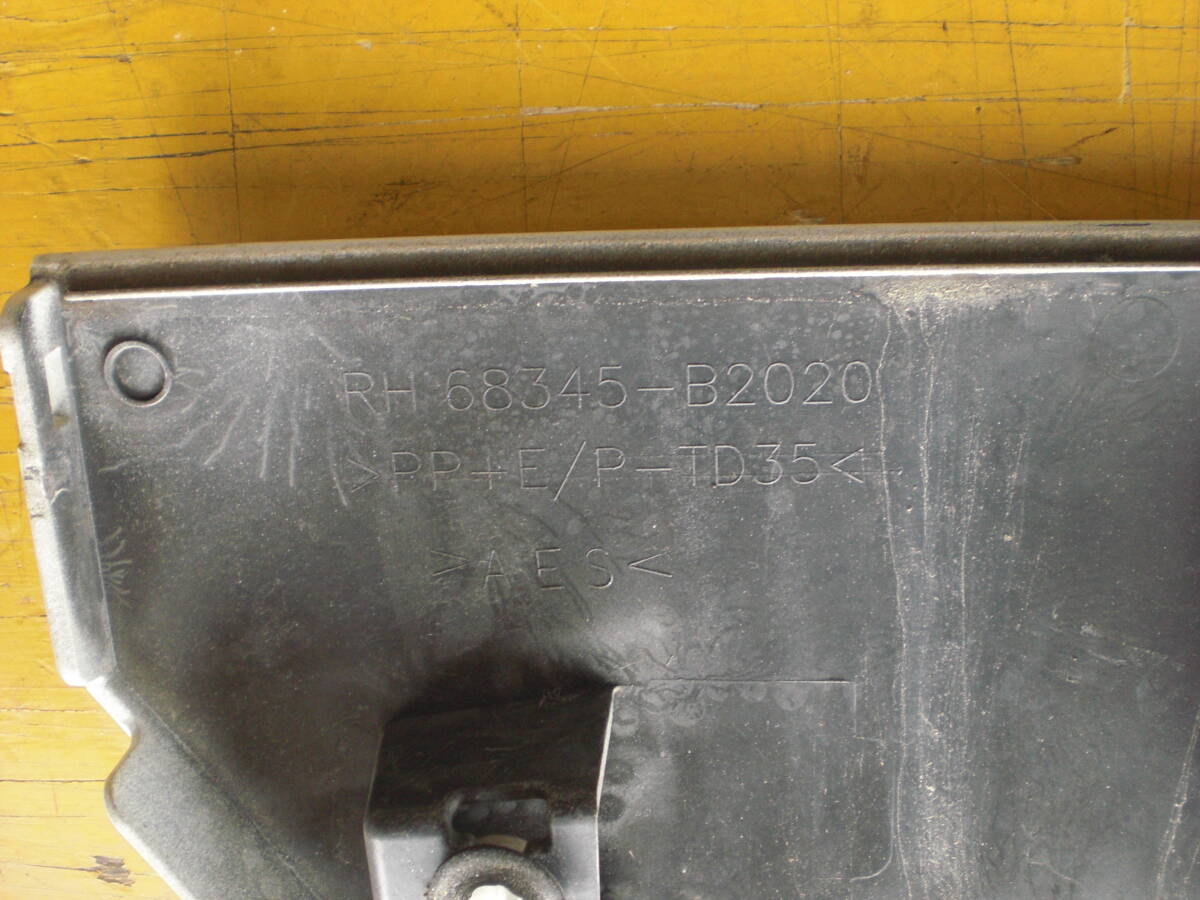 RH 68345-B2020
>PP+E/P-TD35<
>AES<